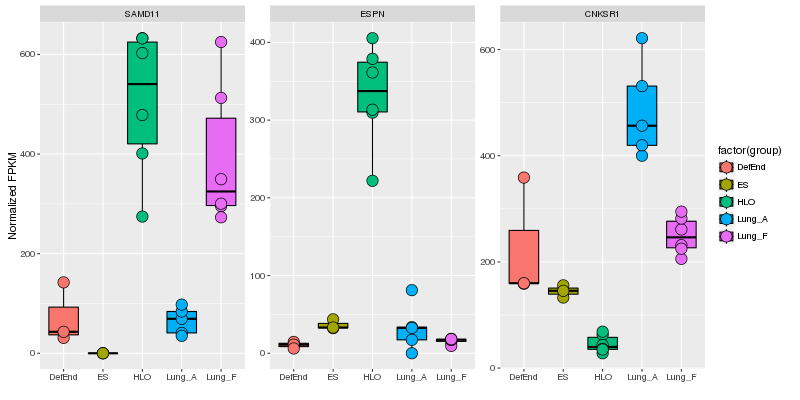 SAMD11 ESPN CNKSR1
Normalized FPKM
600
400
200
0
400
300
200
100
0
600
400
200
0
DefEnd ES HLO Lung_A Lung_F
DefEnd ES HLO Lung_A Lung_F
DefEnd ES HLO Lung_A Lung_F
factor(group)
DefEnd
ES
HLO
Lung_A
Lung_F